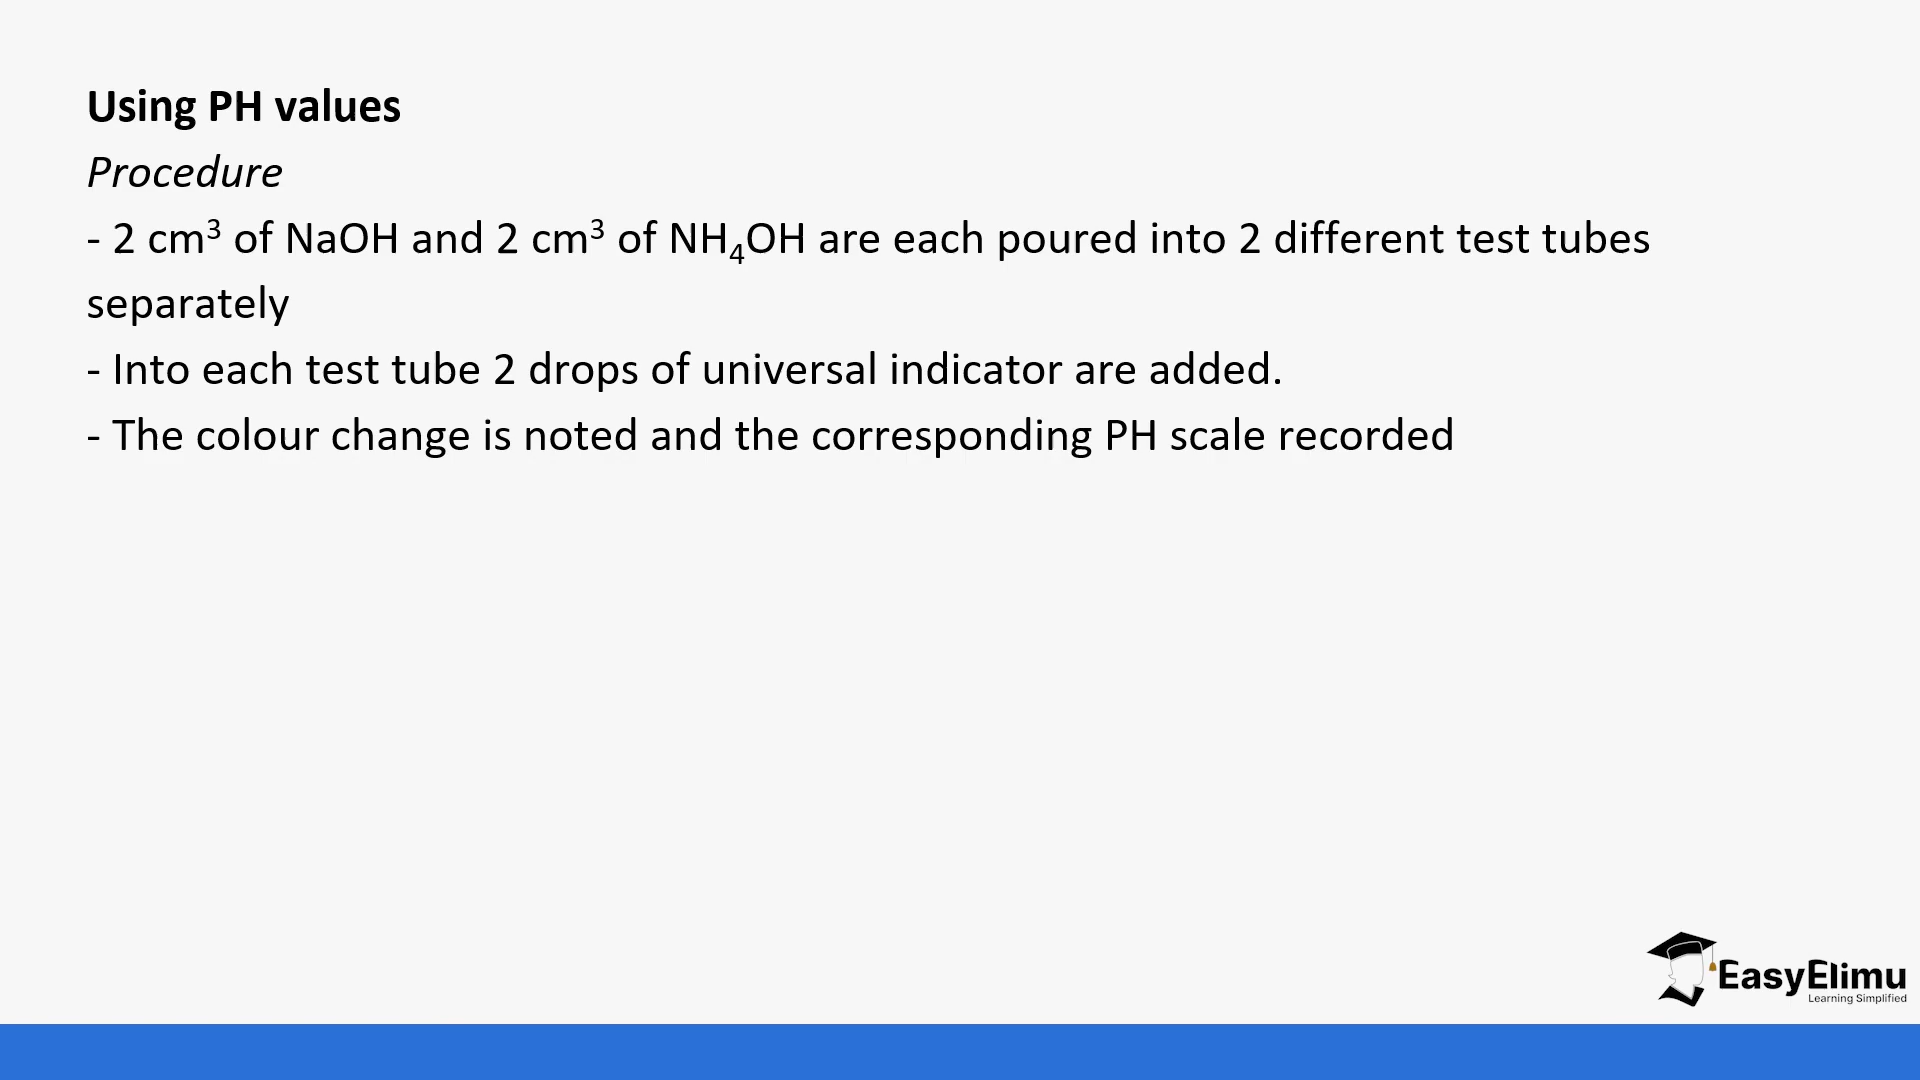 Using PH values
Procedure
- 2 cm³ of NaOH and 2 cm³ of NH₄OH are each poured into 2 different test tubes
separately
- Into each test tube 2 drops of universal indicator are added.
- The colour change is noted and the corresponding PH scale recorded
EasyElimu
Learning Simplified